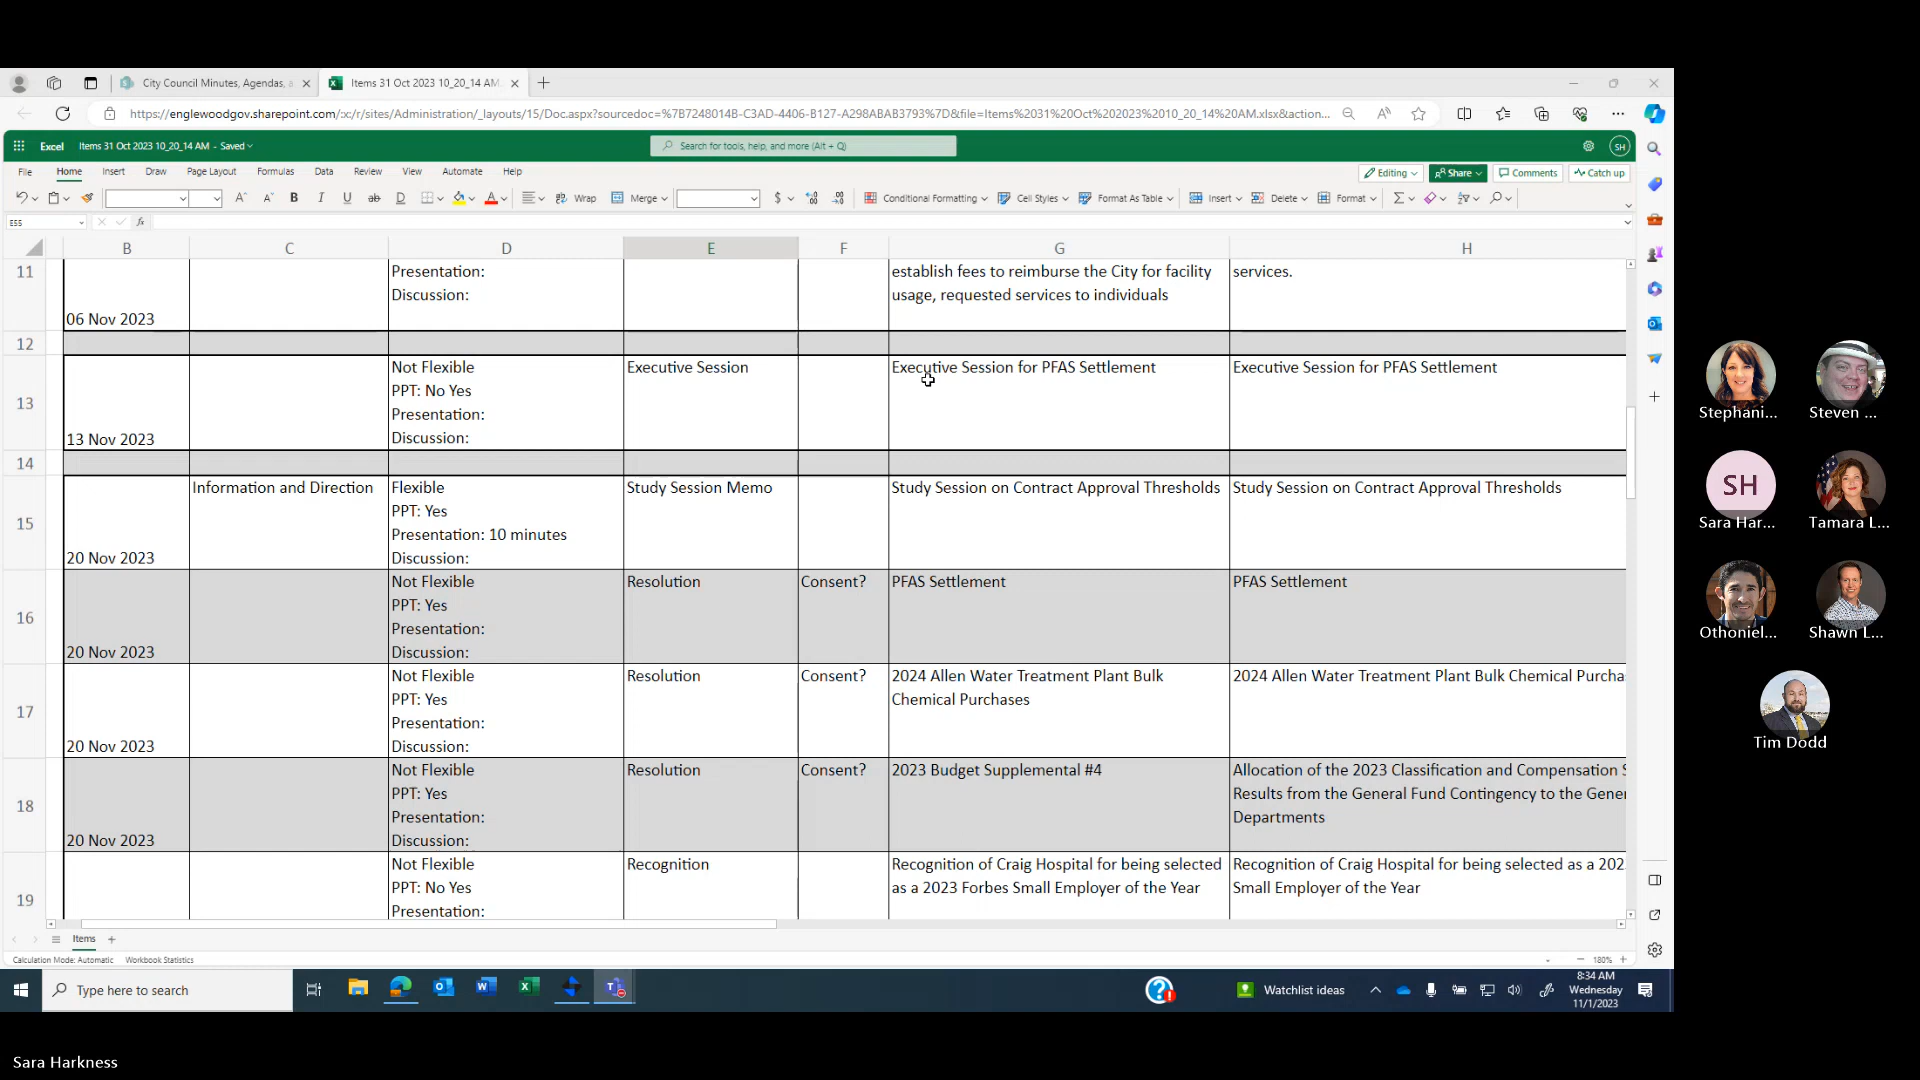 City Council Minutes, Agendas, a
Items 31 Oct 2023 10_20_14 AM.
https://englewoodgov.sharepoint.com/:x:/r/sites/Administration/_layouts/15/Doc.aspx?sourcedoc=%7B7248014B-C3AD-4406-B127-A298ABAB3793%7D&file=Items%2031%20Oct%202023%2010_20_14%20AM.xlsx&action...
Excel Items 31 Oct 2023 10_20_14 AM - Saved
Search for tools, help, and more (Alt + Q)
SH
File Home Insert Draw Page Layout Formulas Data Review View Automate Help
Editing Share Comments Catch up
Wrap Merge $ Conditional Formatting Cell Styles Format As Table Insert Delete Format
E55 fx
B C D E F G H
11 06 Nov 2023
Presentation:
Discussion:
establish fees to reimburse the City for facility
usage, requested services to individuals
services.
12
13 13 Nov 2023
Not Flexible
PPT: No Yes
Presentation:
Discussion:
Executive Session
Executive Session for PFAS Settlement
Executive Session for PFAS Settlement
14
15 20 Nov 2023
Information and Direction
Flexible
PPT: Yes
Presentation: 10 minutes
Discussion:
Study Session Memo
Study Session on Contract Approval Thresholds
Study Session on Contract Approval Thresholds
16 20 Nov 2023
Not Flexible
PPT: Yes
Presentation:
Discussion:
Resolution
Consent?
PFAS Settlement
PFAS Settlement
17 20 Nov 2023
Not Flexible
PPT: Yes
Presentation:
Discussion:
Resolution
Consent?
2024 Allen Water Treatment Plant Bulk
Chemical Purchases
2024 Allen Water Treatment Plant Bulk Chemical Purcha
18 20 Nov 2023
Not Flexible
PPT: Yes
Presentation:
Discussion:
Resolution
Consent?
2023 Budget Supplemental #4
Allocation of the 2023 Classification and Compensation S
Results from the General Fund Contingency to the Gener
Departments
19
Not Flexible
PPT: No Yes
Presentation:
Recognition
Recognition of Craig Hospital for being selected
as a 2023 Forbes Small Employer of the Year
Recognition of Craig Hospital for being selected as a 202
Small Employer of the Year
Items
Calculation Mode: Automatic Workbook Statistics
180%
Type here to search
Watchlist ideas
8:34 AM
Wednesday
11/1/2023
Stephani...
Steven ...
SH
Sara Har...
Tamara L...
Othoniel...
Shawn L...
Tim Dodd
Sara Harkness